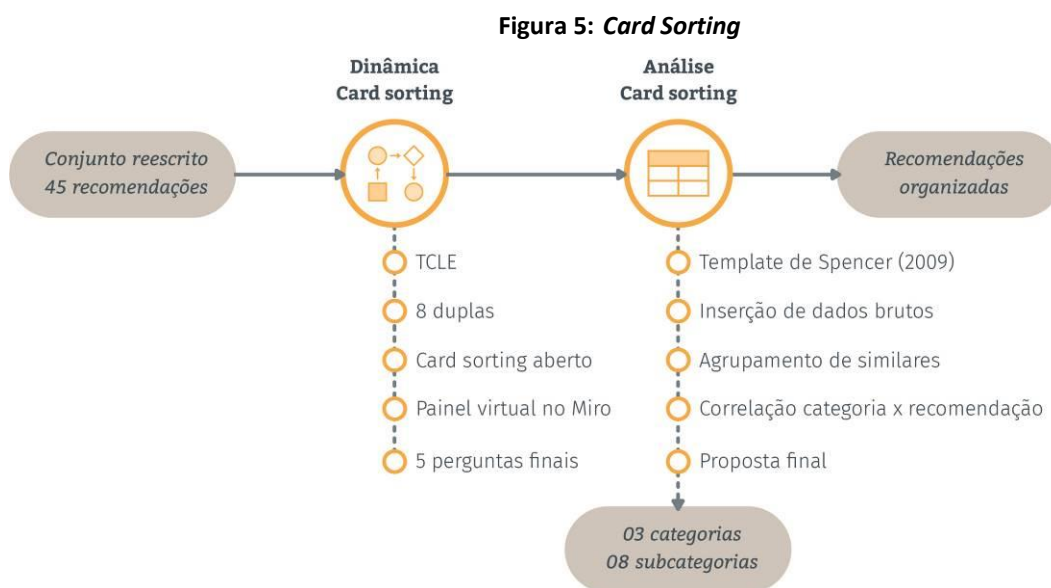 Figura 5: Card Sorting
Dinâmica
Card sorting
Análise
Card sorting
Conjunto reescrito
45 recomendações
Recomendações
organizadas
TCLE
8 duplas
Card sorting aberto
Painel virtual no Miro
5 perguntas finais
Template de Spencer (2009)
Inserção de dados brutos
Agrupamento de similares
Correlação categoria x recomendação
Proposta final
03 categorias
08 subcategorias